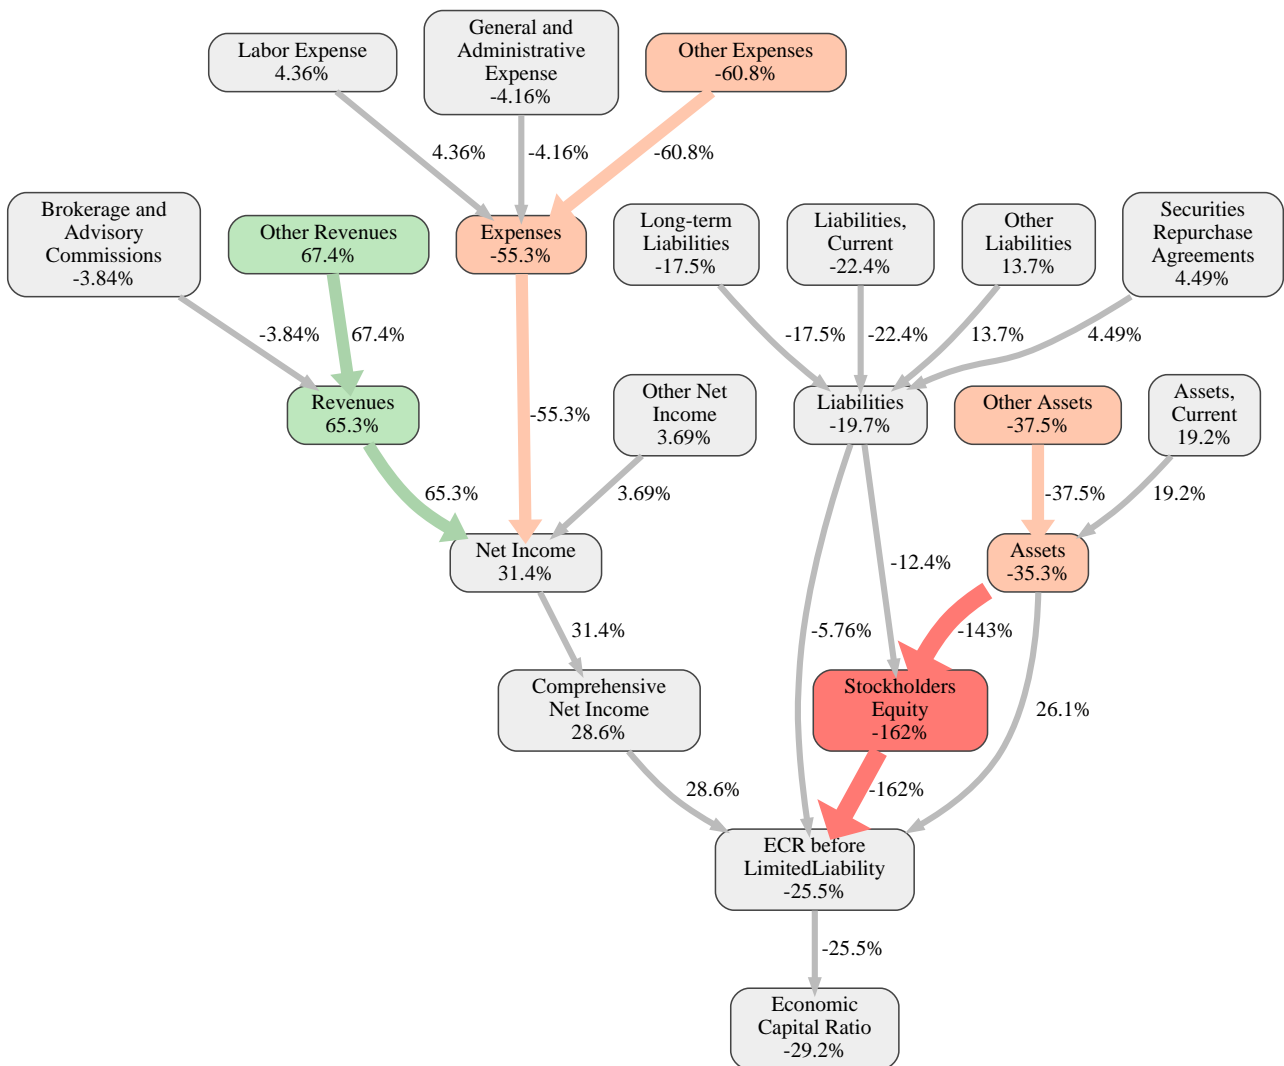 Labor Expense
4.36%
General and
Administrative
Expense
-4.16%
Other Expenses
-60.8%
4.36%
-4.16%
-60.8%
Brokerage and
Advisory
Commissions
-3.84%
Other Revenues
67.4%
Expenses
-55.3%
Long-term
Liabilities
-17.5%
Liabilities,
Current
-22.4%
Other
Liabilities
13.7%
Securities
Repurchase
Agreements
4.49%
-3.84%
67.4%
-17.5%
-22.4%
13.7%
4.49%
Revenues
65.3%
-55.3%
Other Net
Income
3.69%
Liabilities
-19.7%
Other Assets
-37.5%
Assets,
Current
19.2%
65.3%
3.69%
-37.5%
19.2%
Net Income
31.4%
-12.4%
Assets
-35.3%
31.4%
-5.76%
-143%
Comprehensive
Net Income
28.6%
Stockholders
Equity
-162%
26.1%
28.6%
-162%
ECR before
LimitedLiability
-25.5%
-25.5%
Economic
Capital Ratio
-29.2%